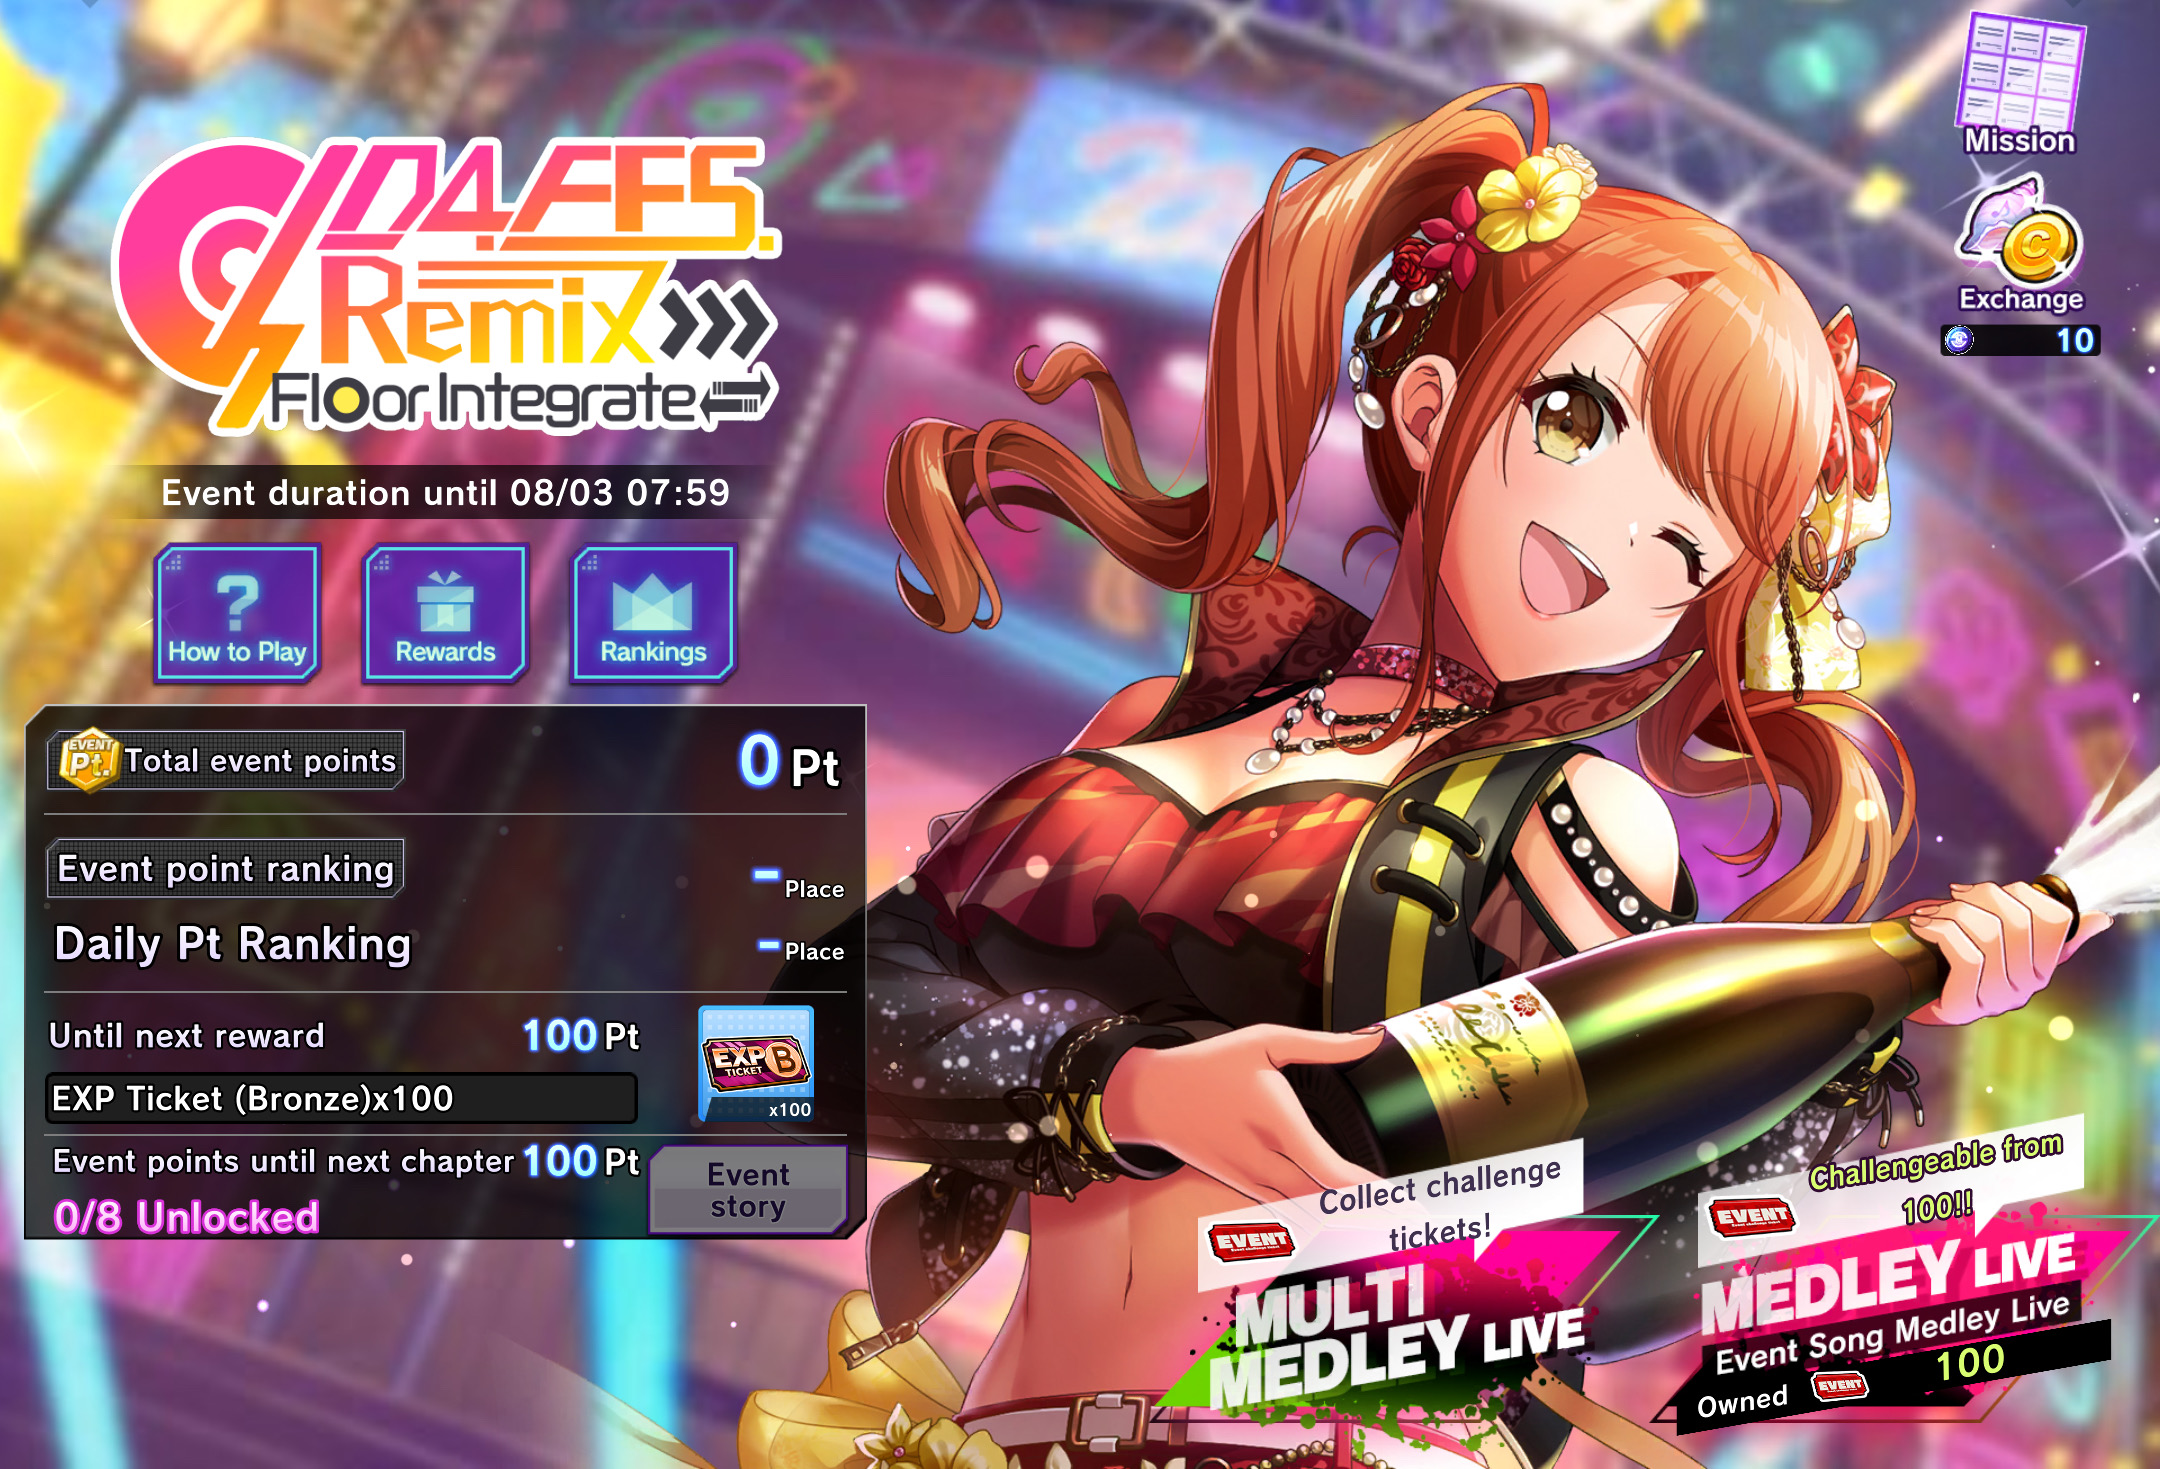 Remix
Floor Integrate
Event duration until 08/03 07:59
How to Play
Rewards
Rankings
EVENT
Pt.
Total event points
0 Pt
Event point ranking
- Place
Daily Pt Ranking
- Place
Until next reward
100 Pt
EXP Ticket (Bronze)x100
EXP B
TICKET
x100
Event points until next chapter 100 Pt
0/8 Unlocked
Event
story
Mission
C
Exchange
10
EVENT
Collect challenge
tickets!
MULTI
MEDLEY LIVE
EVENT
Challengeable from
100!!
MEDLEY LIVE
Event Song Medley Live
Owned EVENT 100